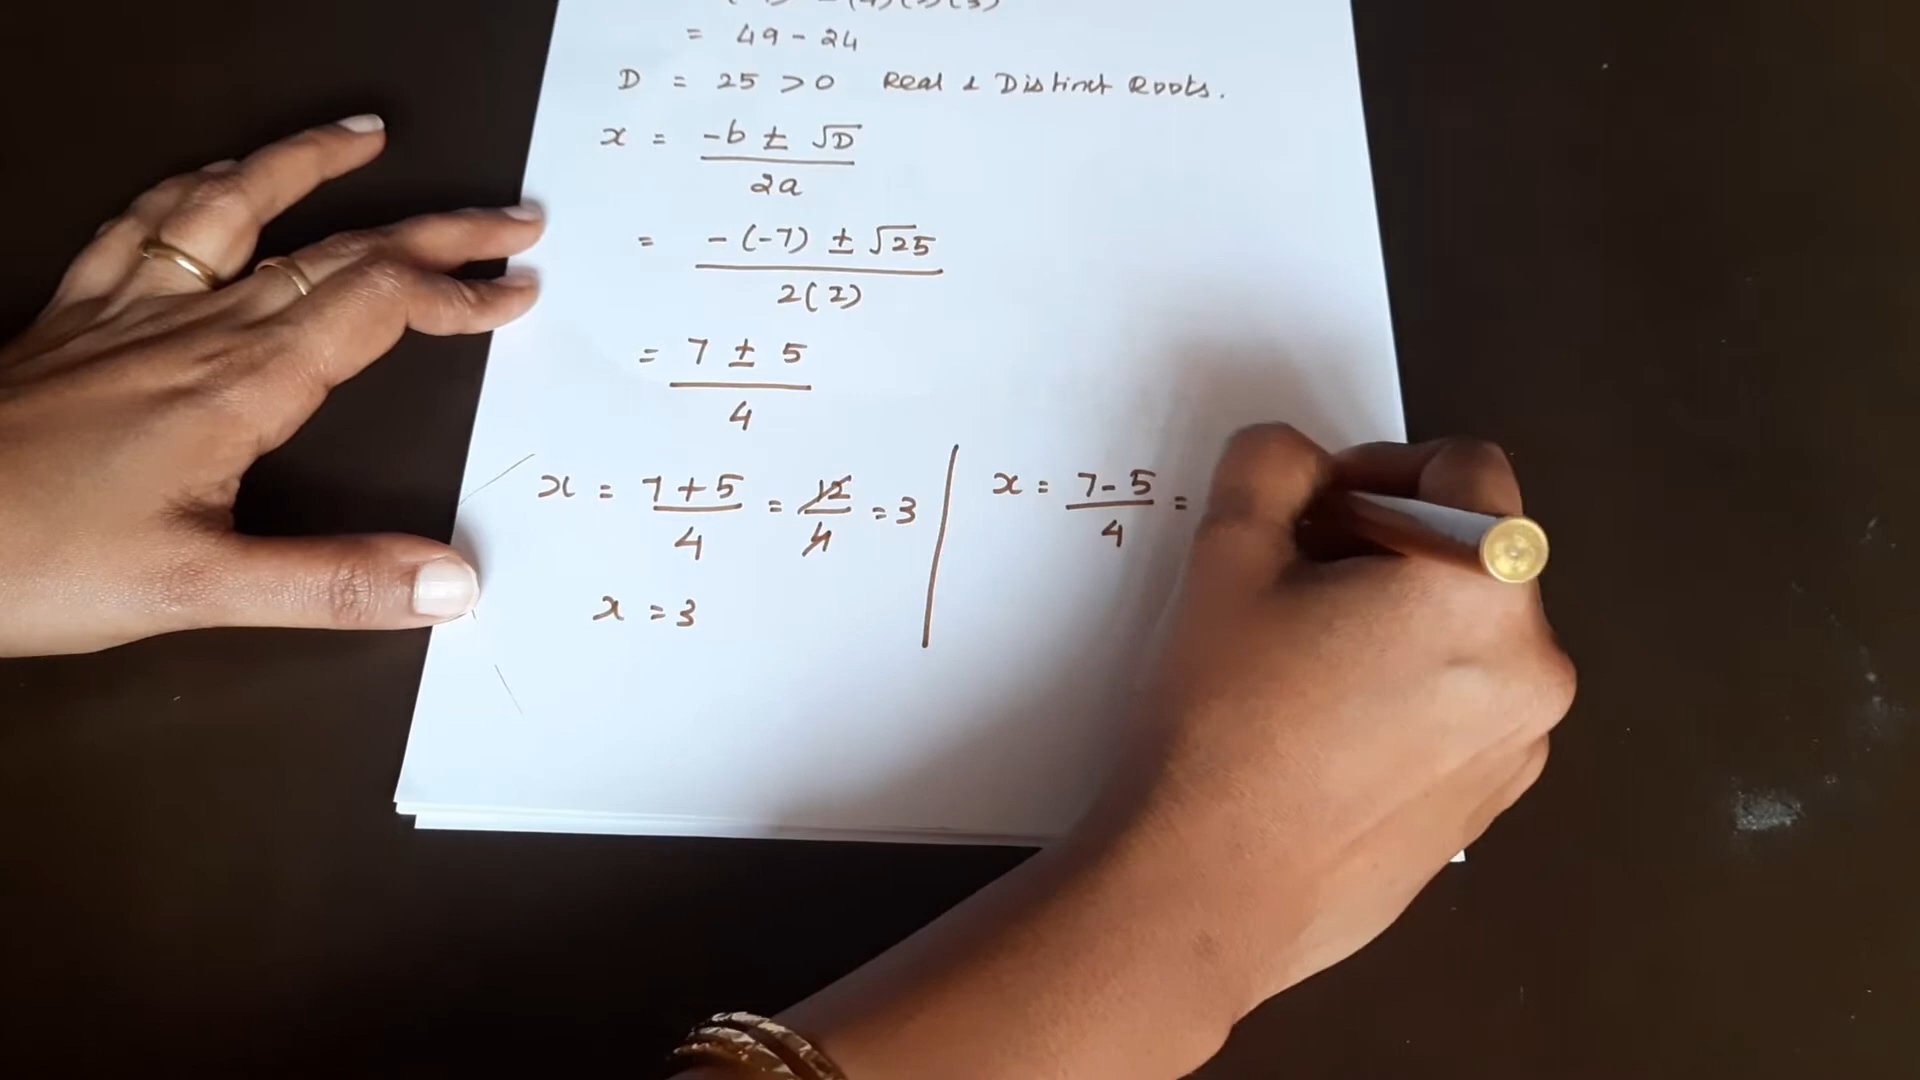 = 49 - 24
D = 25 > 0 Real & Distinct Roots.
x = -b ± √D
2a
= -(-7) ± √25
2(2)
= 7 ± 5
4
x = 7+5 = 12 = 3
4 4
x = 3
x = 7-5 =
4